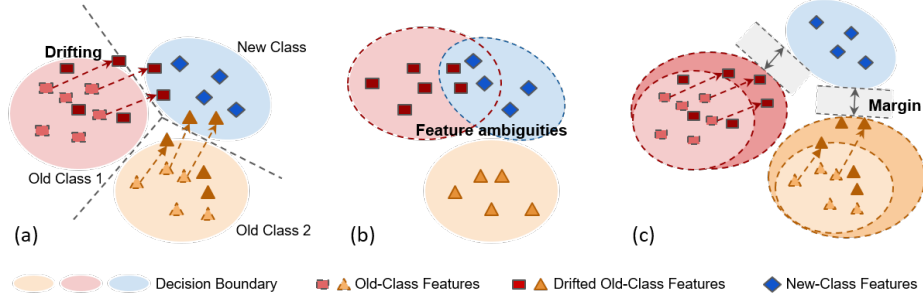 Drifting
New Class
Old Class 1
Old Class 2
(a)
Feature ambiguities
(b)
Margin
(c)
Decision Boundary
Old-Class Features
Drifted Old-Class Features
New-Class Features